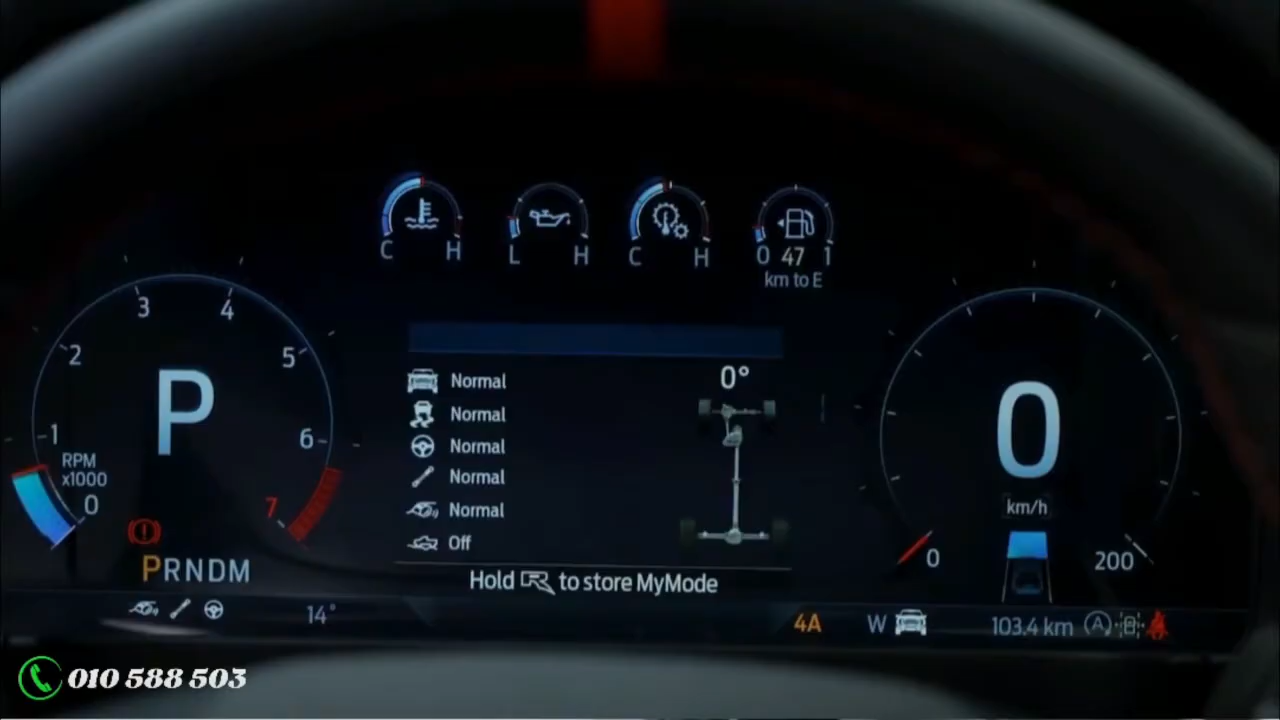 C H
L H
C H
0 47 1
km to E
1 2 3 4 5 6 7
P
RPM
x1000
0
PRNDM
14°
Normal
0°
Normal
Normal
Normal
Normal
Off
Hold R to store MyMode
0
km/h
0 200
4A
W
103.4 km
A
010 588 503